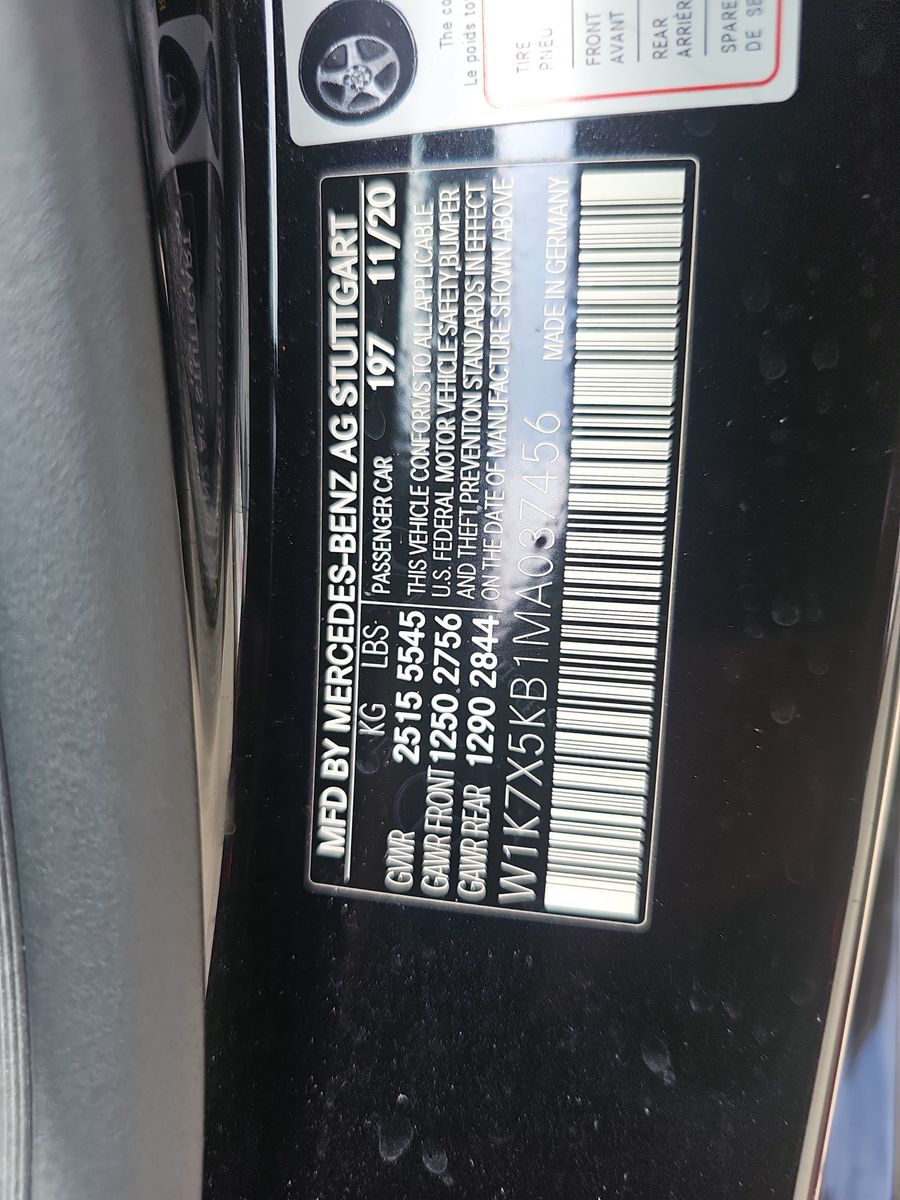 MFD BY MERCEDES-BENZ AG STUTTGART
KG LBS PASSENGER CAR 197 11/20
GVWR 2515 5545 THIS VEHICLE CONFORMS TO ALL APPLICABLE
GAWR FRONT 1250 2756 U.S. FEDERAL MOTOR VEHICLE SAFETY,BUMPER
GAWR REAR 1290 2844 AND THEFT PREVENTION STANDARDS IN EFFECT
ON THE DATE OF MANUFACTURE SHOWN ABOVE
W1K7X5KB1MA037456 MADE IN GERMANY
The co
Le poids to
TIRE
PNEU
FRONT
AVANT
REAR
ARRIÈR
SPARE
DE SE